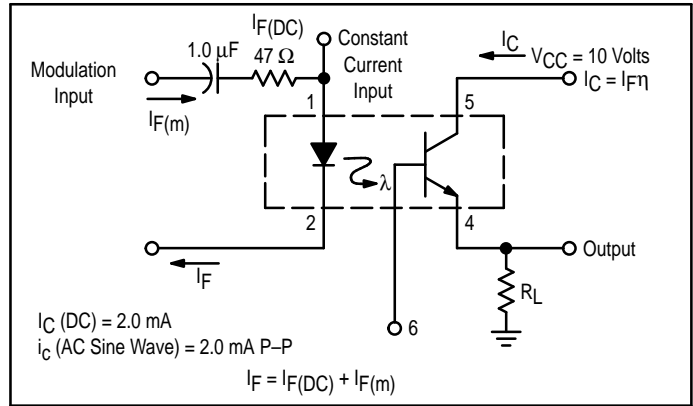 IF(DC)
1.0 μF
47 Ω
Constant
Current
Input
Modulation
Input
IF(m)
IC
VCC = 10 Volts
IC = IFη
1
5
λ
2
4
IF
Output
RL
6
IC (DC) = 2.0 mA
ic (AC Sine Wave) = 2.0 mA P–P
IF = IF(DC) + IF(m)